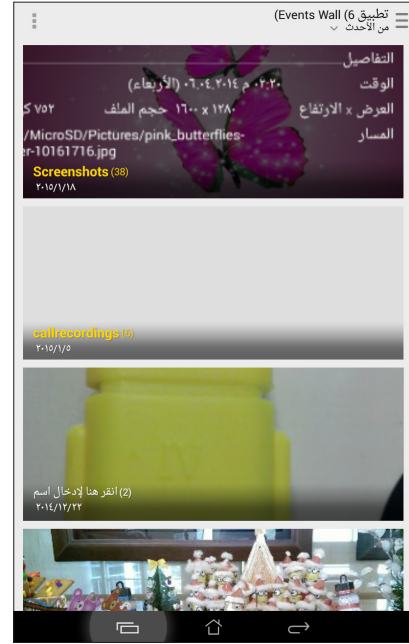 تطبيق Events Wall (6)
من الأحدث
التفاصيل
الوقت ٠٢:٢٠ م ٢٠١٤.٠٤.٠٦ (الأربعاء)
العرض x الارتفاع ١٢٨٠ x ١٦٠٠ حجم الملف ٧٥٢ ك
المسار /MicroSD/Pictures/pink_butterflies-
r-10161716.jpg
Screenshots (38)
٢٠١٥/١/١٨
callrecordings (6)
٢٠١٥/١/٥
انقر هنا لإدخال اسم (2)
٢٠١٤/١٢/٢٢